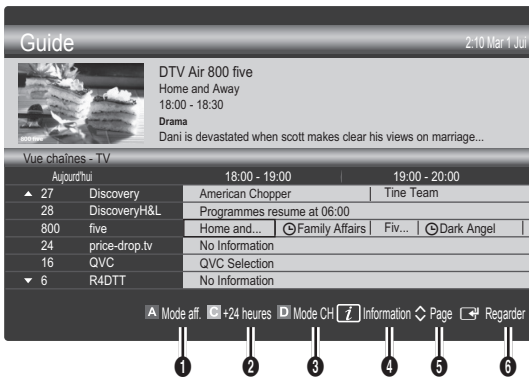 Guide
2:10 Mar 1 Jui
DTV Air 800 five
Home and Away
18:00 - 18:30
Drama
Dani is devastated when scott makes clear his views on marriage...
800 five
Vue chaînes - TV
Aujourd'hui 18:00 - 19:00 19:00 - 20:00
▲ 27 Discovery American Chopper Tine Team
28 DiscoveryH&L Programmes resume at 06:00
800 five Home and... Family Affairs Fiv... Dark Angel
24 price-drop.tv No Information
16 QVC QVC Selection
▼ 6 R4DTT No Information
A Mode aff. C +24 heures D Mode CH i Information Page Regarder
1 2 3 4 5 6